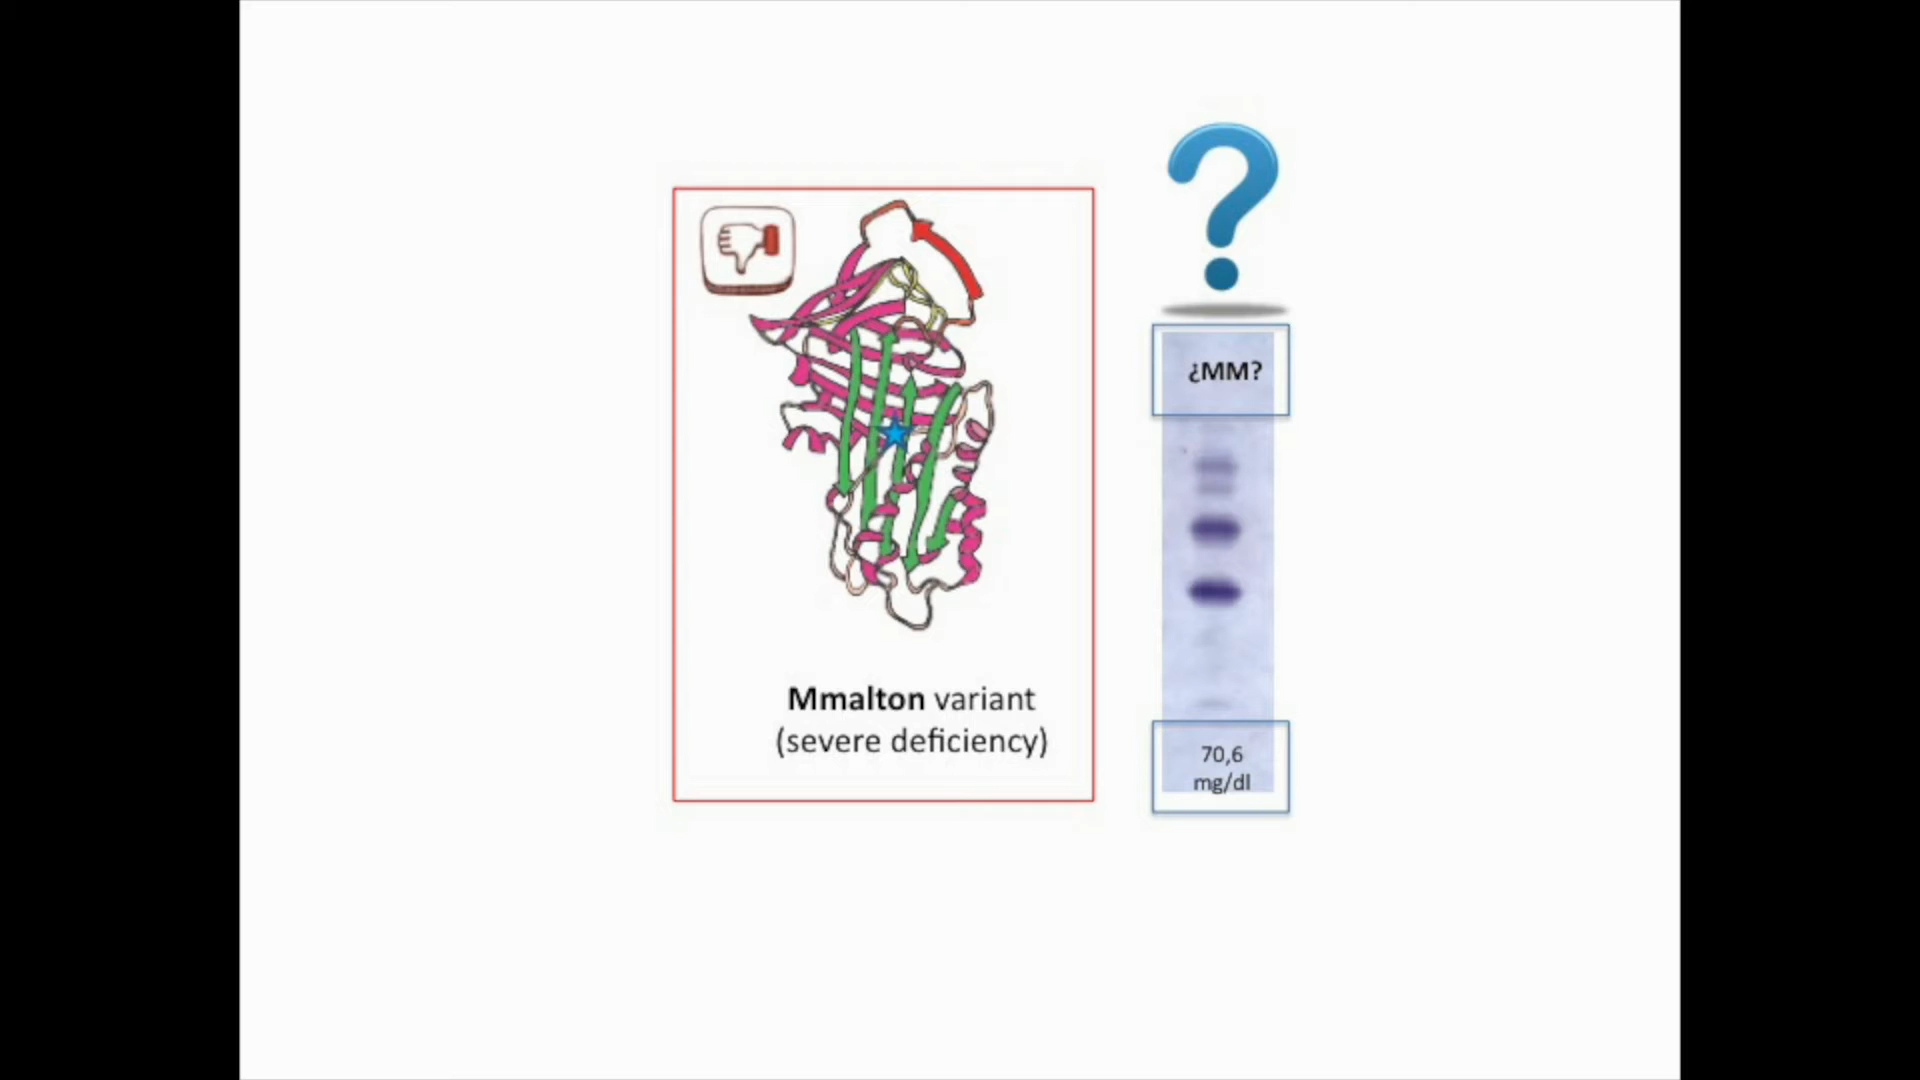 Mmalton variant
(severe deficiency)
?
¿MM?
70,6
mg/dl